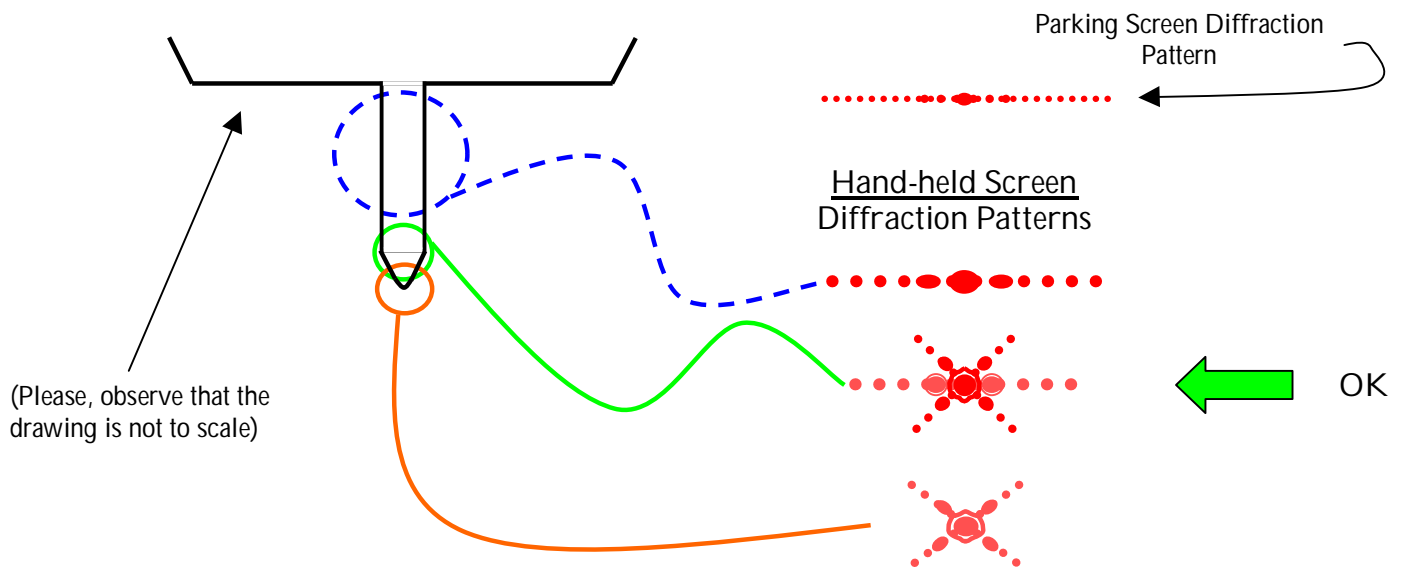 Parking Screen Diffraction
Pattern
Hand-held Screen
Diffraction Patterns
OK
(Please, observe that the
drawing is not to scale)